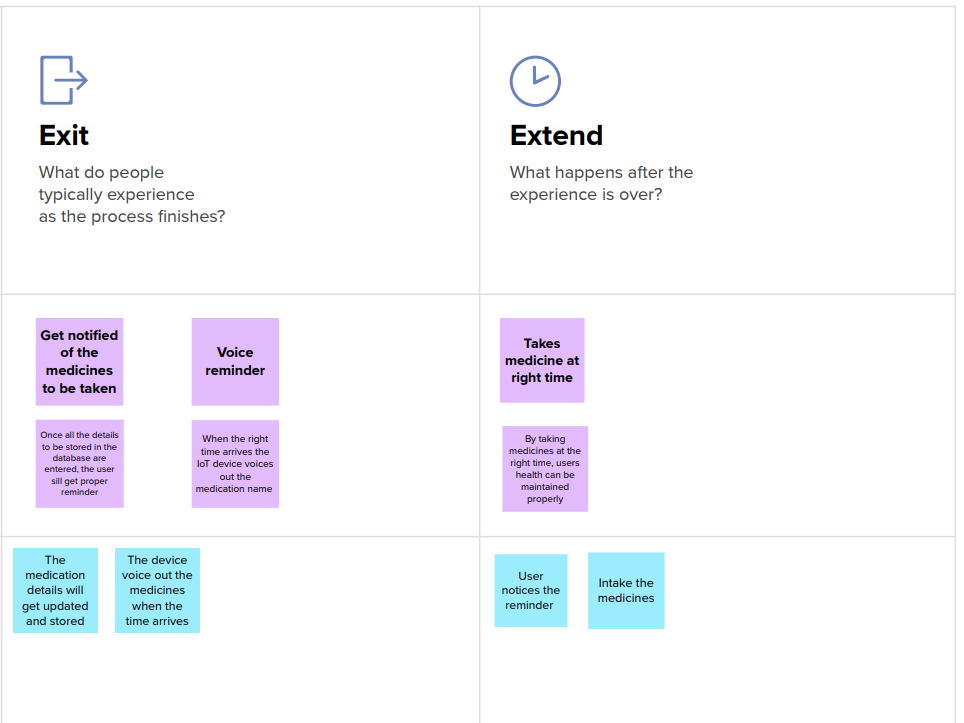 Exit
What do people
typically experience
as the process finishes?
Extend
What happens after the
experience is over?
Get notified
of the
medicines
to be taken
Voice
reminder
Takes
medicine at
right time
Once all the details
to be stored in the
database are
entered, the user
sill get proper
reminder
When the right
time arrives the
IoT device voices
out the
medication name
By taking
medicines at the
right time, users
health can be
maintained
properly
The
medication
details will
get updated
and stored
The device
voice out the
medicines
when the
time arrives
User
notices the
reminder
Intake the
medicines